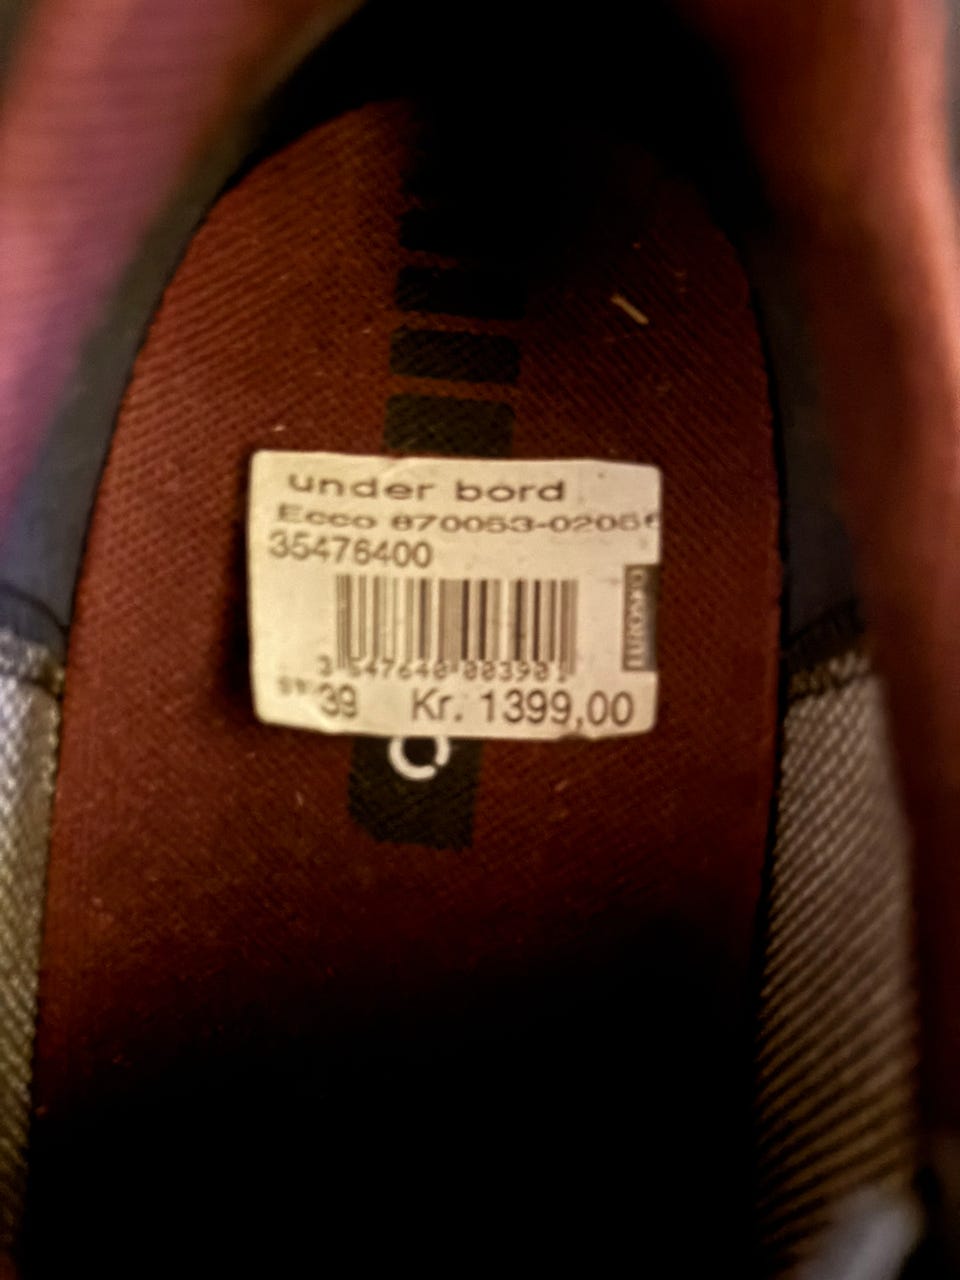 under bord
Ecco 870053-0205
35476400
39 Kr. 1399,00